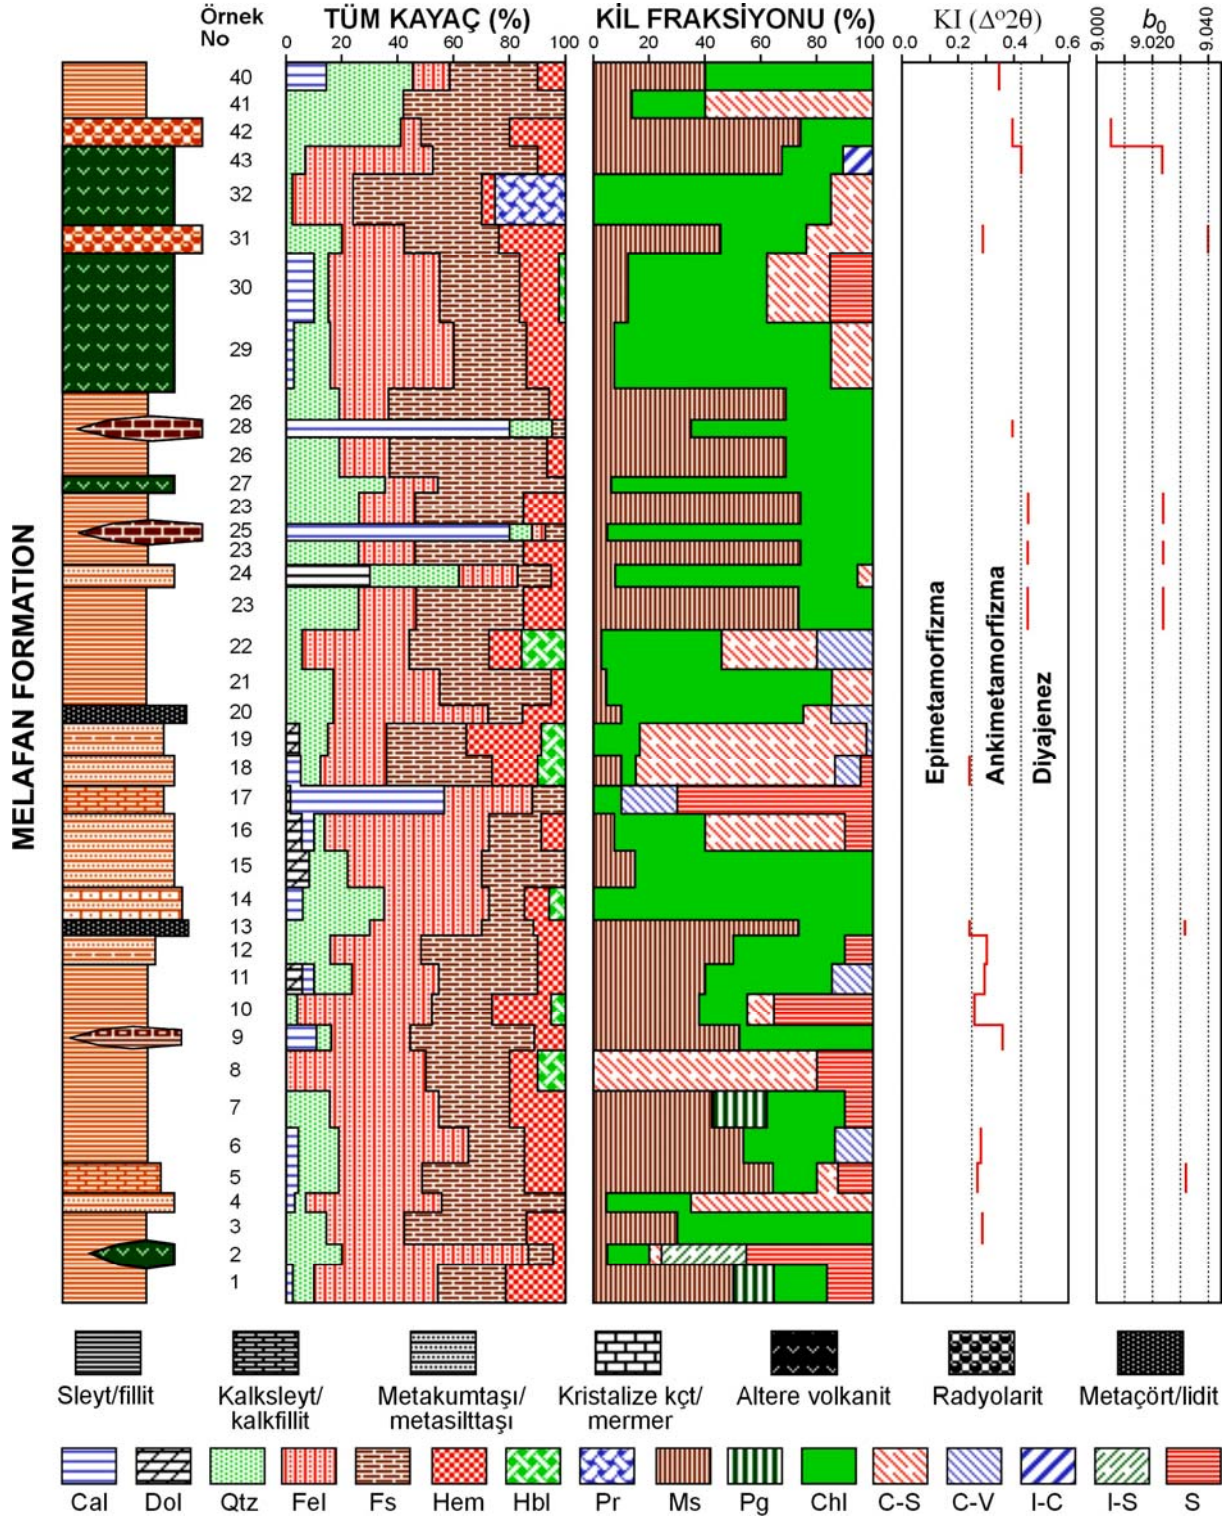 Örnek
No
TÜM KAYAÇ (%)
KİL FRAKSİYONU (%)
KI (Δ°2θ)
b0
0 20 40 60 80 100
0 20 40 60 80 100
0.0 0.2 0.4 0.6
9.000 9.020 9.040
40
41
42
43
32
31
30
29
26
28
26
27
23
25
23
24
23
22
21
20
19
18
17
16
15
14
13
12
11
10
9
8
7
6
5
4
3
2
1
MELAFAN FORMATION
Epimetamorfizma
Ankimetamorfizma
Diyajenez
Sleyt/fillit
Kalksleyt/
kalkfillit
Metakumtaşı/
metasilttaşı
Kristalize kçt/
mermer
Altere volkanit
Radyolarit
Metaçört/lidit
Cal Dol Qtz Fel Fs Hem Hbl Pr Ms Pg Chl C-S C-V I-C I-S S